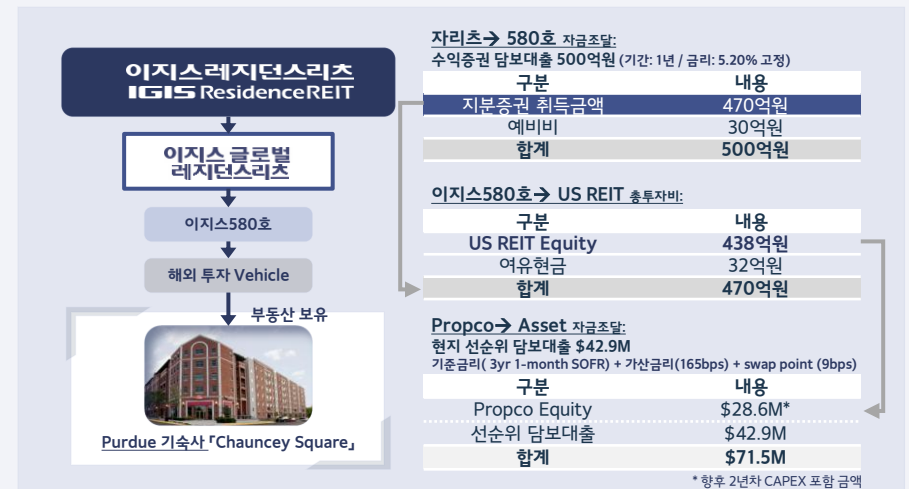 이지스레지던스리츠
IGIS ResidenceREIT
이지스 글로벌
레지던스리츠
이지스580호
해외 투자 Vehicle
부동산 보유
Purdue 기숙사 ｢Chauncey Square｣
자리츠→ 580호 자금조달:
수익증권 담보대출 500억원 (기간: 1년 / 금리: 5.20% 고정)
구분 내용
지분증권 취득금액 470억원
예비비 30억원
합계 500억원
이지스580호→ US REIT 총투자비:
구분 내용
US REIT Equity 438억원
여유현금 32억원
합계 470억원
Propco→ Asset 자금조달:
현지 선순위 담보대출 $42.9M
기준금리( 3yr 1-month SOFR) + 가산금리(165bps) + swap point (9bps)
구분 내용
Propco Equity $28.6M*
선순위 담보대출 $42.9M
합계 $71.5M
* 향후 2년차 CAPEX 포함 금액